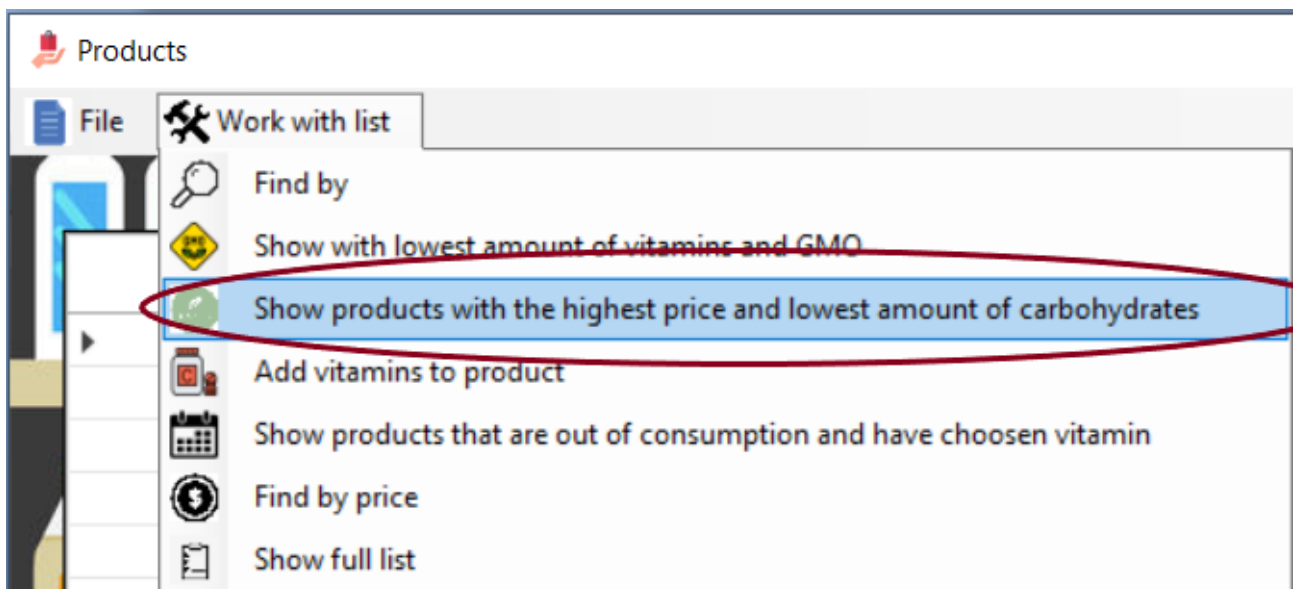 Products
File Work with list
Find by
Show with lowest amount of vitamins and GMO
Show products with the highest price and lowest amount of carbohydrates
Add vitamins to product
Show products that are out of consumption and have choosen vitamin
Find by price
Show full list